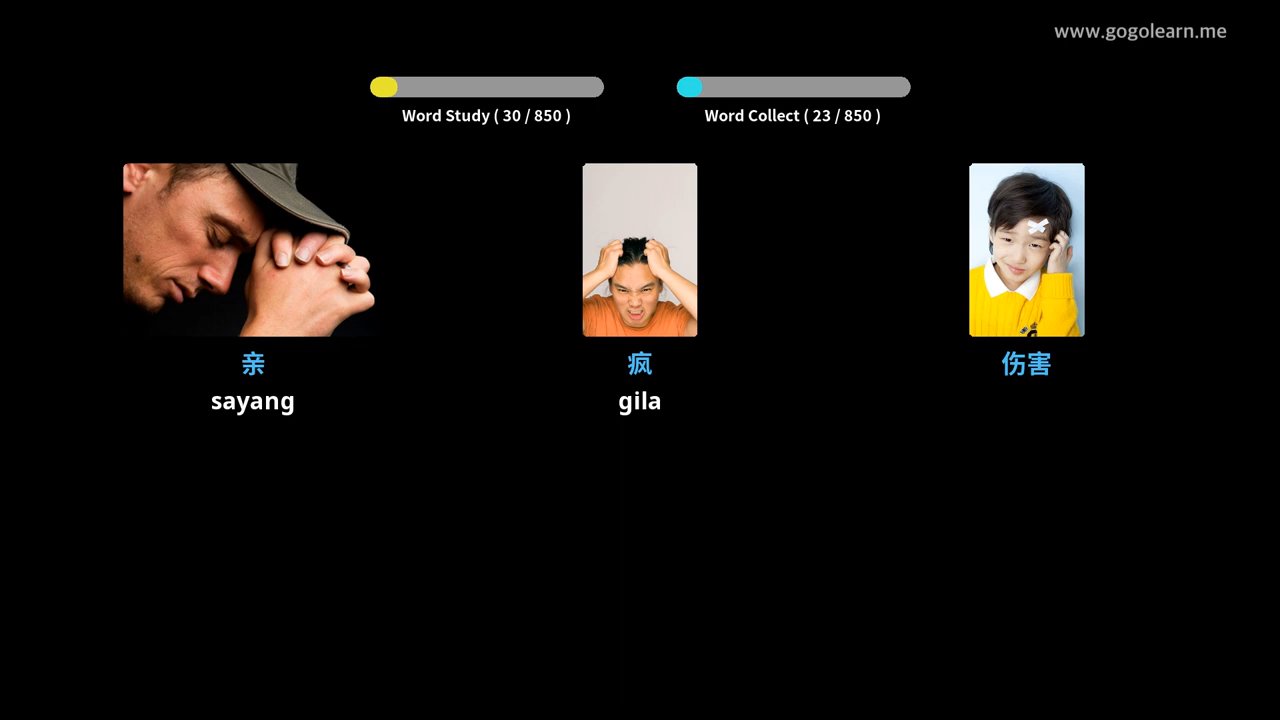 www.gogolearn.me
Word Study ( 30 / 850 )
Word Collect ( 23 / 850 )
亲
疯
伤害
sayang
gila